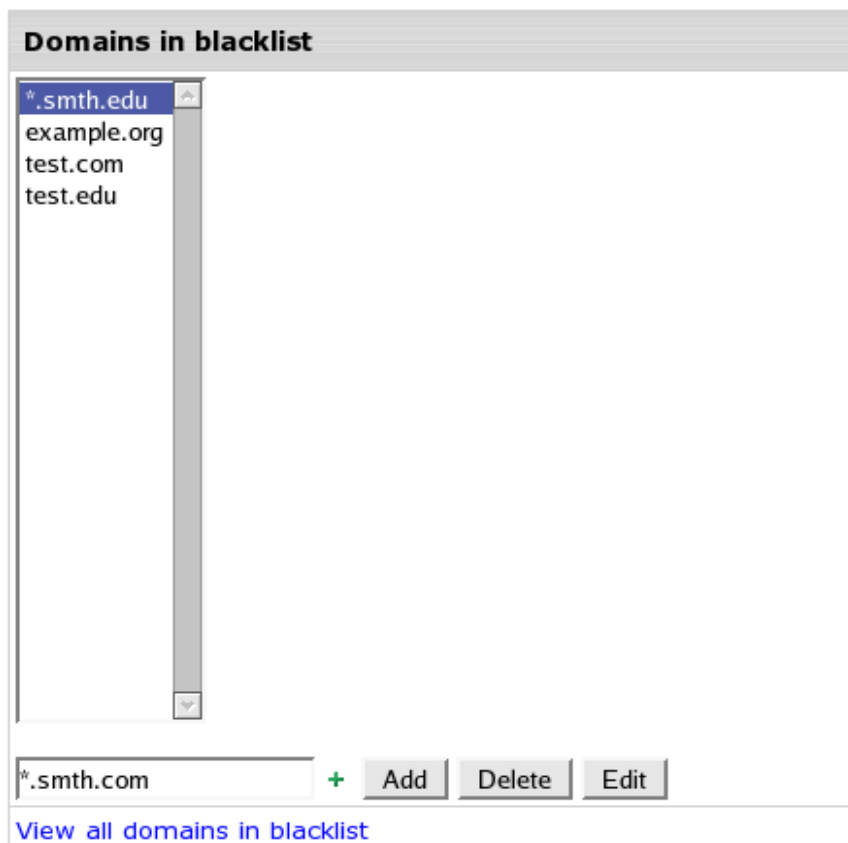 Domains in blacklist
*.smth.edu
example.org
test.com
test.edu
*.smth.com + Add Delete Edit
View all domains in blacklist